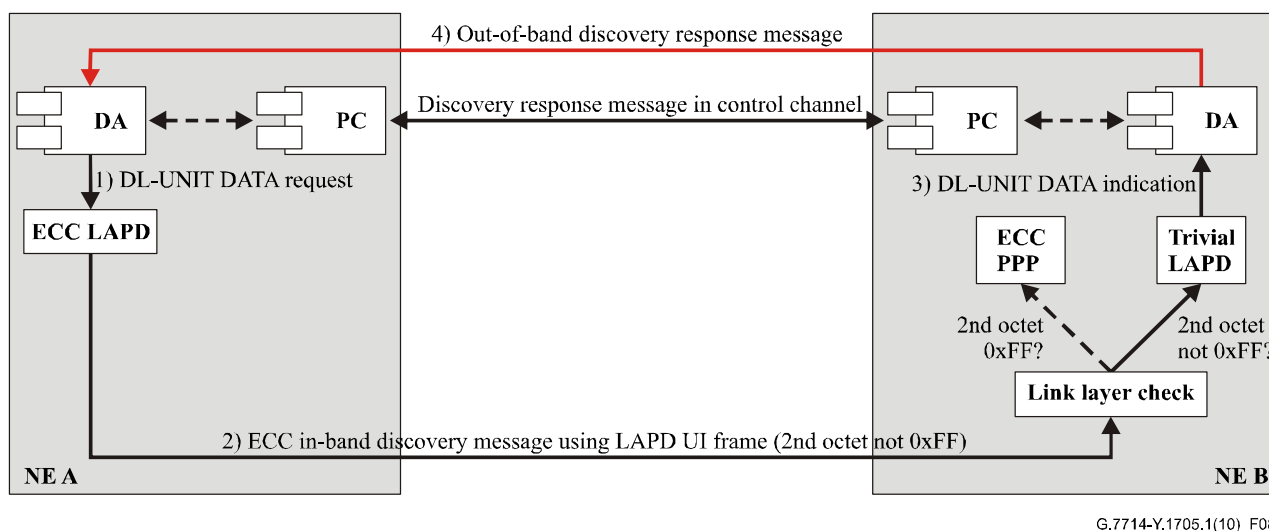 4) Out-of-band discovery response message
DA
PC
Discovery response message in control channel
PC
DA
1) DL-UNIT DATA request
3) DL-UNIT DATA indication
ECC LAPD
ECC
PPP
Trivial
LAPD
2nd octet
0xFF?
2nd octet
not 0xFF?
Link layer check
2) ECC in-band discovery message using LAPD UI frame (2nd octet not 0xFF)
NE A
NE B
G.7714-Y.1705.1(10)